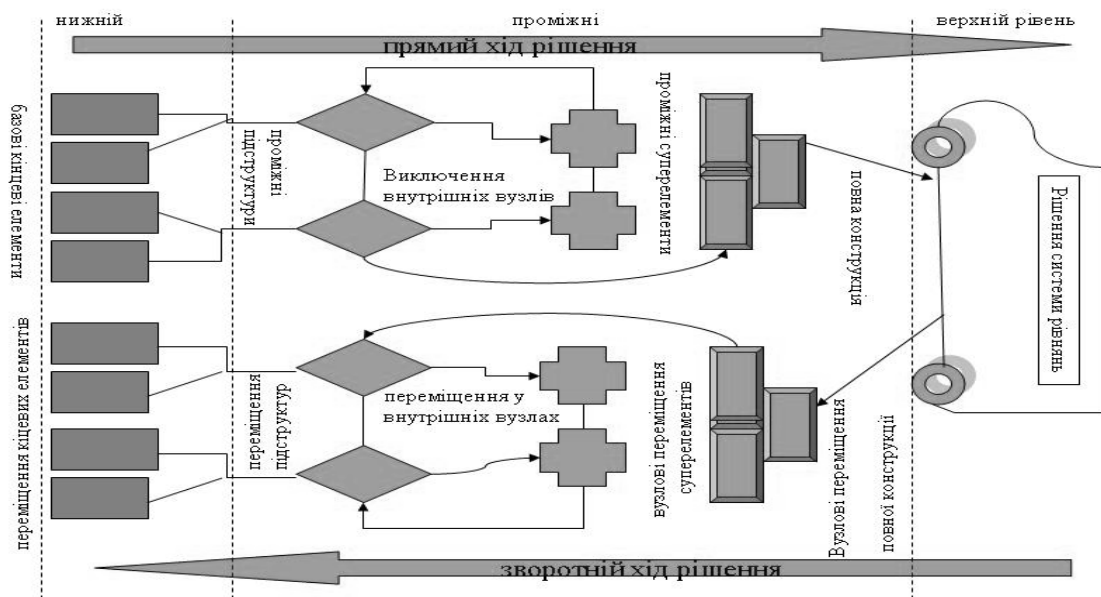 нижній
проміжні
верхній рівень
прямий хід рішення
базові кінцеві елементи
проміжні
підструктури
Виключення
внутрішніх вузлів
проміжні суперелементи
повна конструкція
Рішення системи рівнянь
переміщення кіцевих елементів
переміщення
підструктур
переміщення у
внутрішніх вузлах
вузлові переміщення
суперелементів
Вузлові переміщення
повної конструкції
зворотній хід рішення